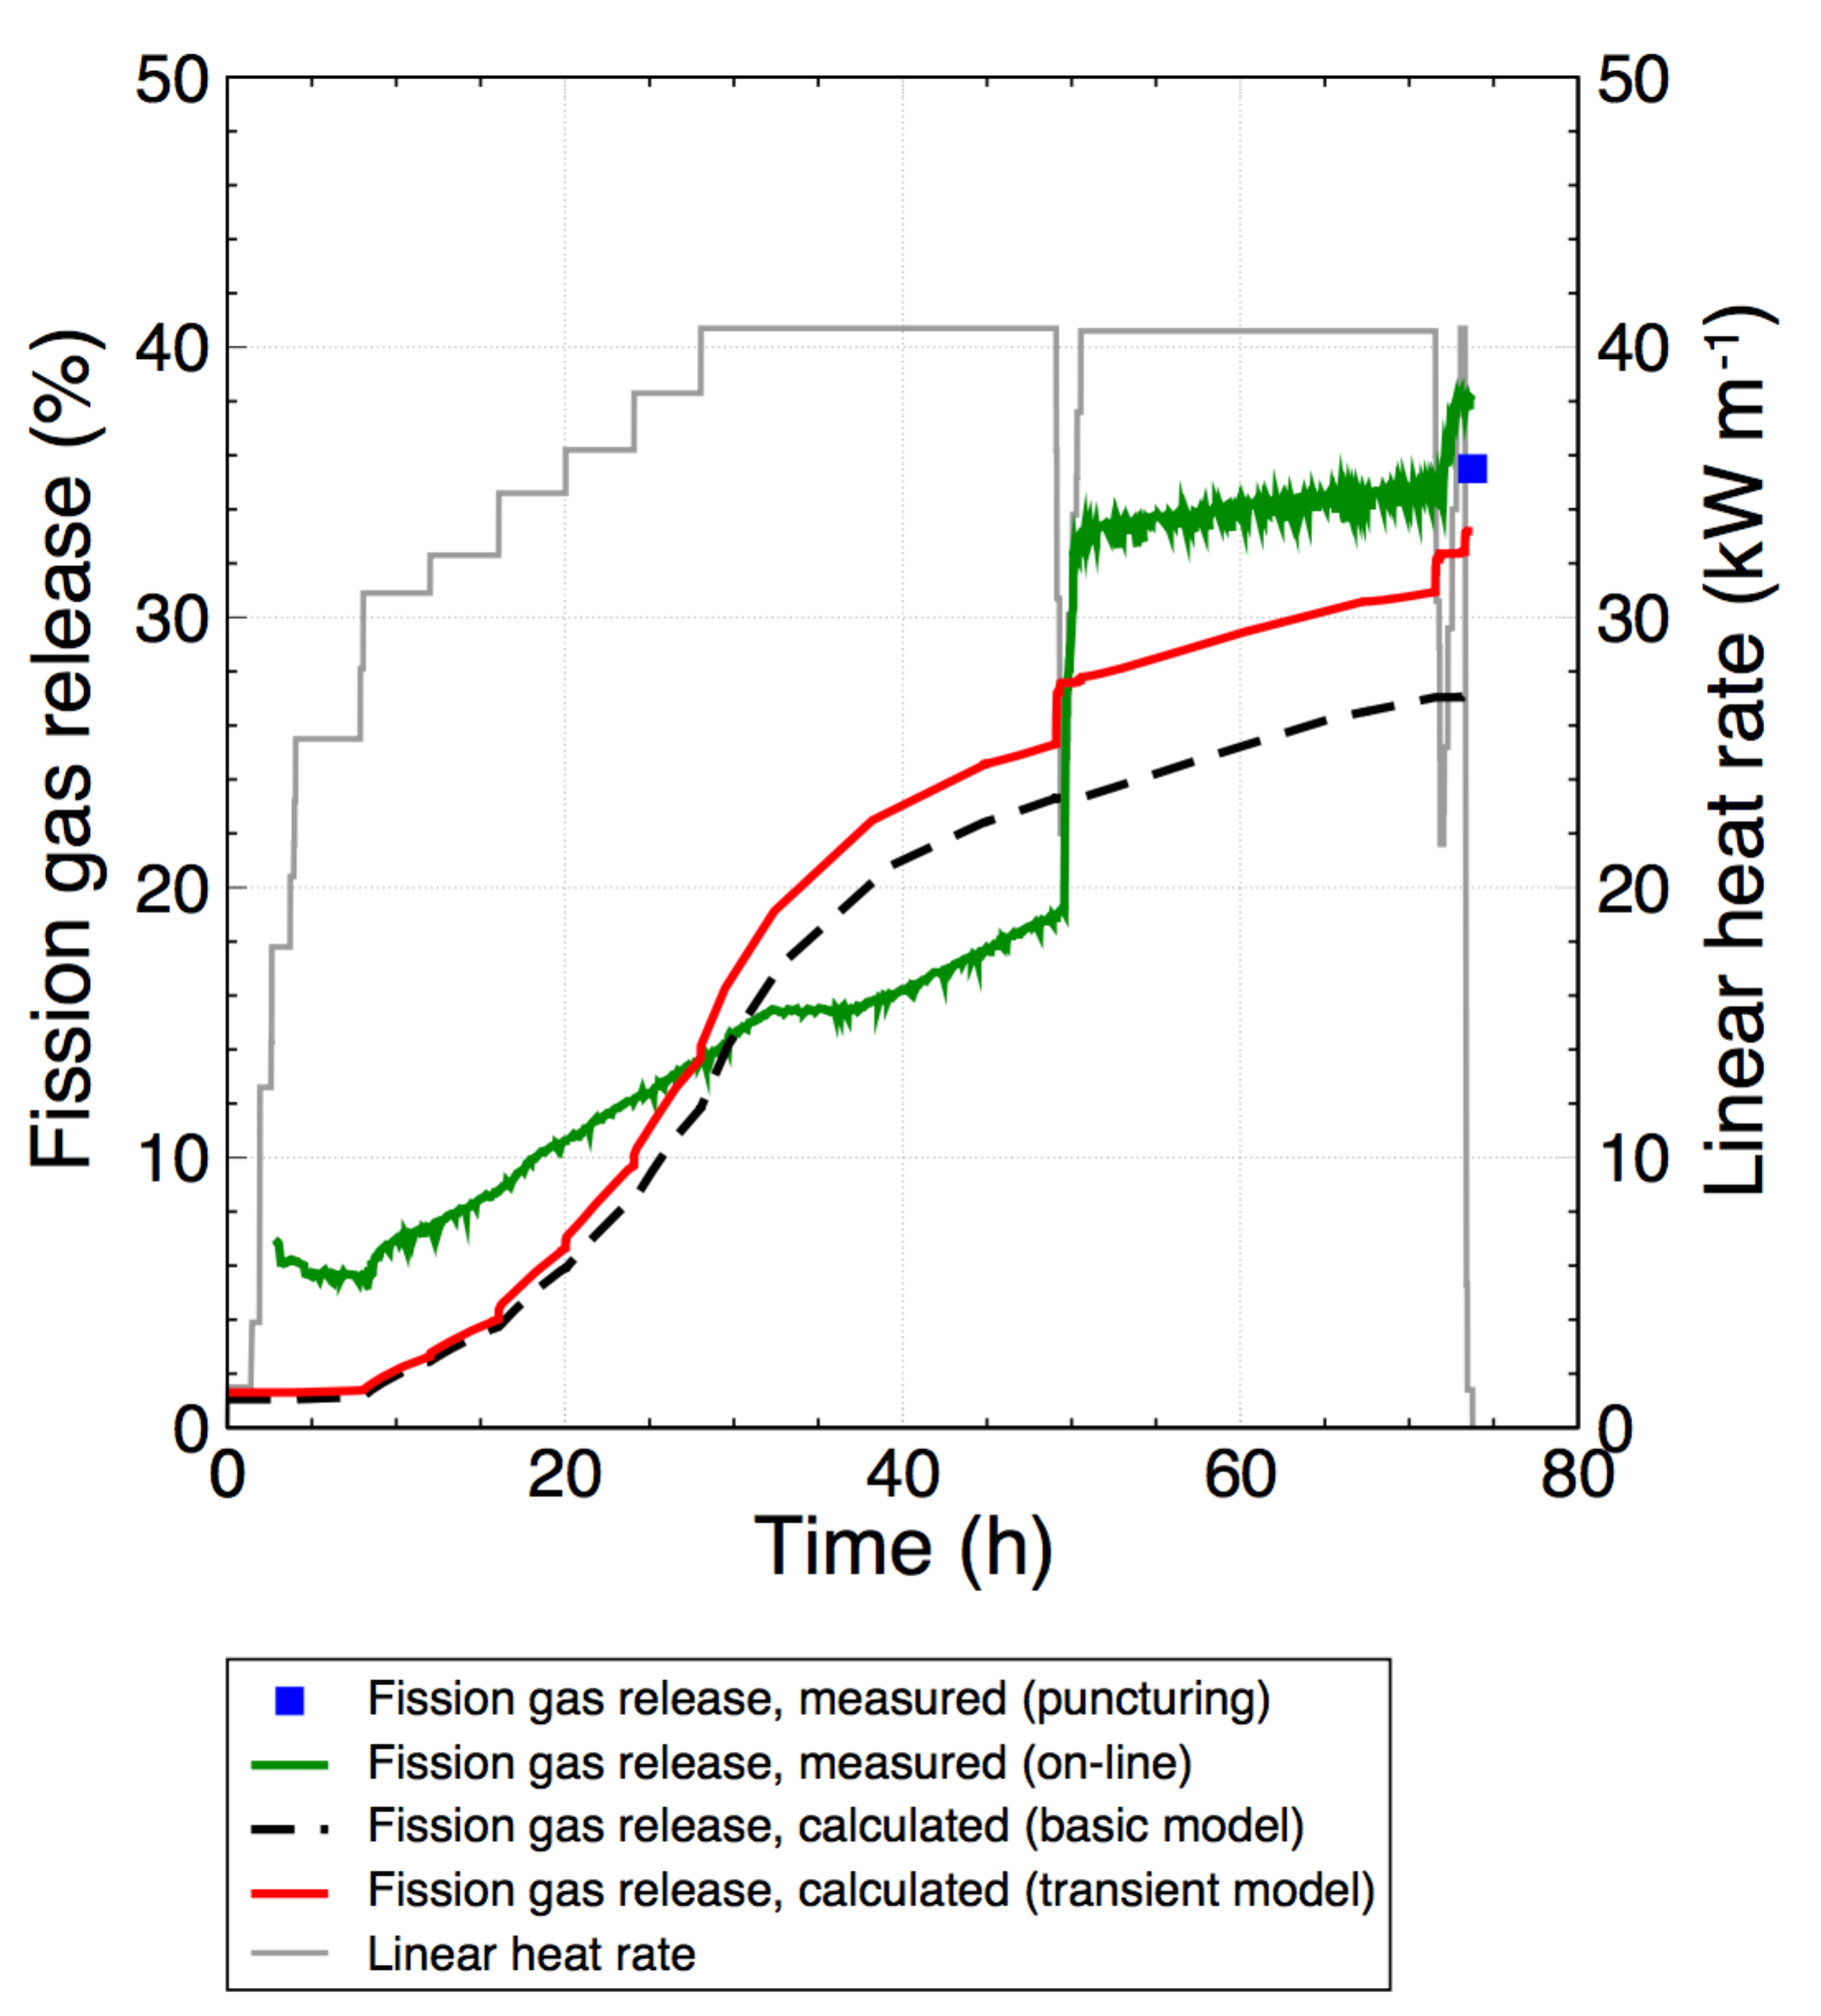 50
40
30
20
10
0
Fission gas release (%)
50
40
30
20
10
0
Linear heat rate (kW m-1)
0 20 40 60 80
Time (h)
Fission gas release, measured (puncturing)
Fission gas release, measured (on-line)
Fission gas release, calculated (basic model)
Fission gas release, calculated (transient model)
Linear heat rate